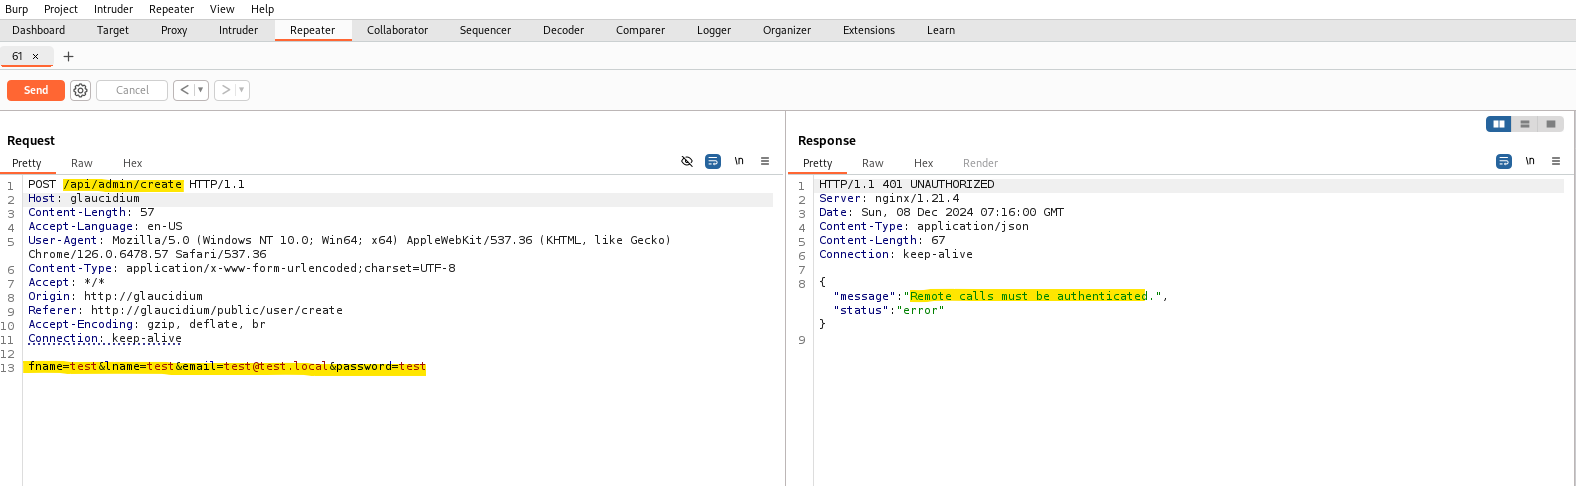 Burp Project Intruder Repeater View Help
Dashboard Target Proxy Intruder Repeater Collaborator Sequencer Decoder Comparer Logger Organizer Extensions Learn
61 × +
Send Cancel < ▼ > ▼
Request
Pretty Raw Hex \n
1 POST /api/admin/create HTTP/1.1
2 Host: glaucidium
3 Content-Length: 57
4 Accept-Language: en-US
5 User-Agent: Mozilla/5.0 (Windows NT 10.0; Win64; x64) AppleWebKit/537.36 (KHTML, like Gecko)
Chrome/126.0.6478.57 Safari/537.36
6 Content-Type: application/x-www-form-urlencoded;charset=UTF-8
7 Accept: */*
8 Origin: http://glaucidium
9 Referer: http://glaucidium/public/user/create
10 Accept-Encoding: gzip, deflate, br
11 Connection: keep-alive
12
13 fname=test&lname=test&email=test@test.local&password=test
Response
Pretty Raw Hex Render \n
1 HTTP/1.1 401 UNAUTHORIZED
2 Server: nginx/1.21.4
3 Date: Sun, 08 Dec 2024 07:16:00 GMT
4 Content-Type: application/json
5 Content-Length: 67
6 Connection: keep-alive
7
8 {
"message":"Remote calls must be authenticated.",
"status":"error"
}
9